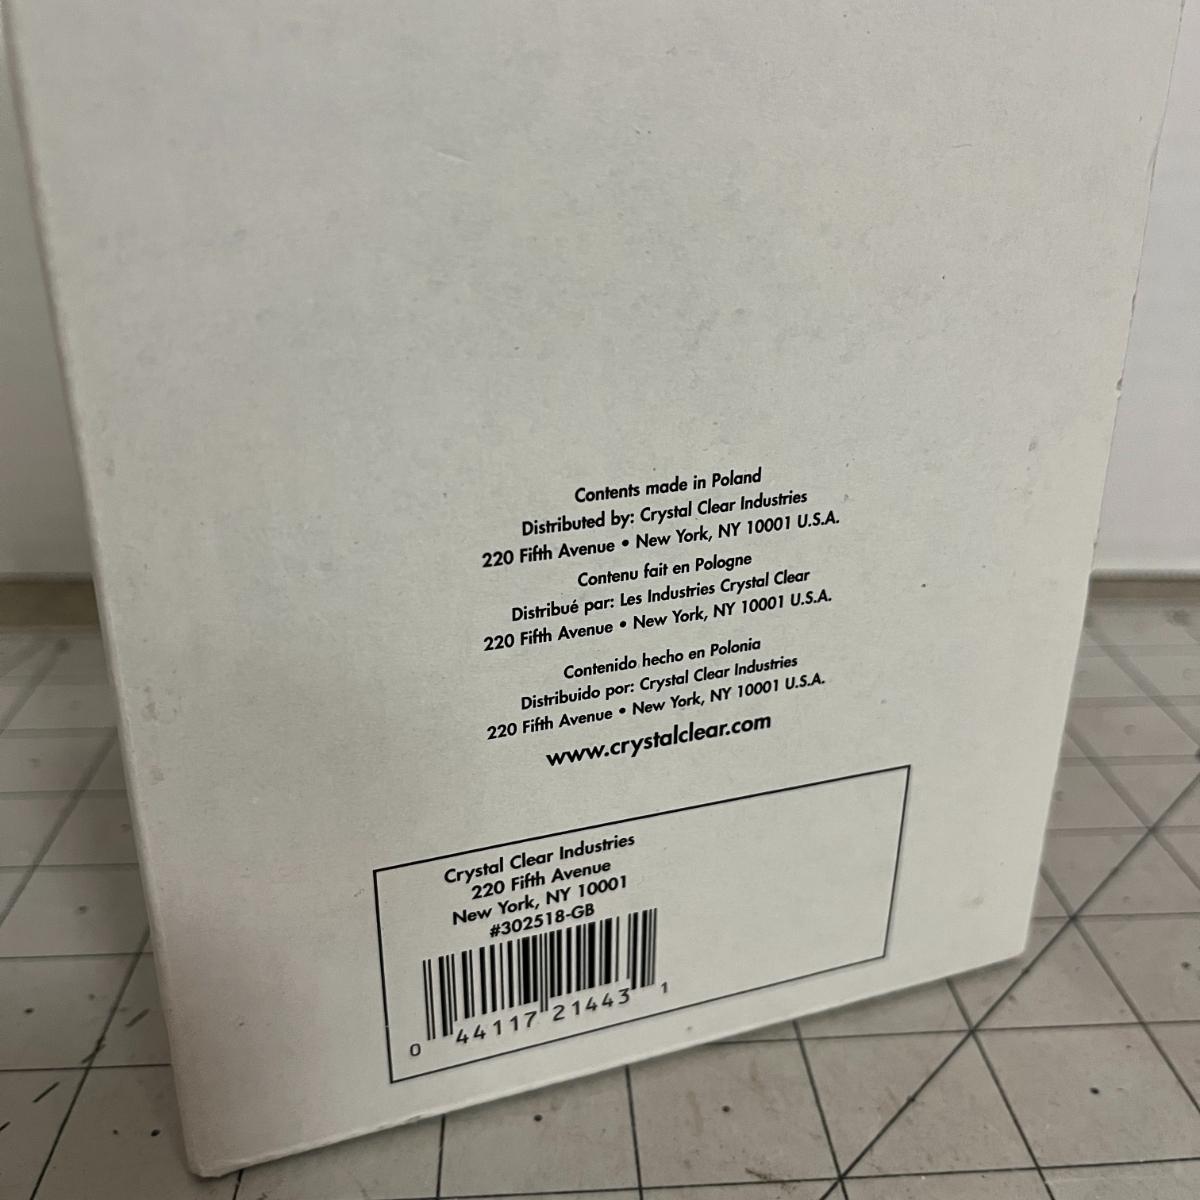 Contents made in Poland
Distributed by: Crystal Clear Industries
220 Fifth Avenue • New York, NY 10001 U.S.A.
Contenu fait en Pologne
Distribué par: Les Industries Crystal Clear
220 Fifth Avenue • New York, NY 10001 U.S.A.
Contenido hecho en Polonia
Distribuido por: Crystal Clear Industries
220 Fifth Avenue • New York, NY 10001 U.S.A.
www.crystalclear.com
Crystal Clear Industries
220 Fifth Avenue
New York, NY 10001
#302518-GB
0 44117 21443 1